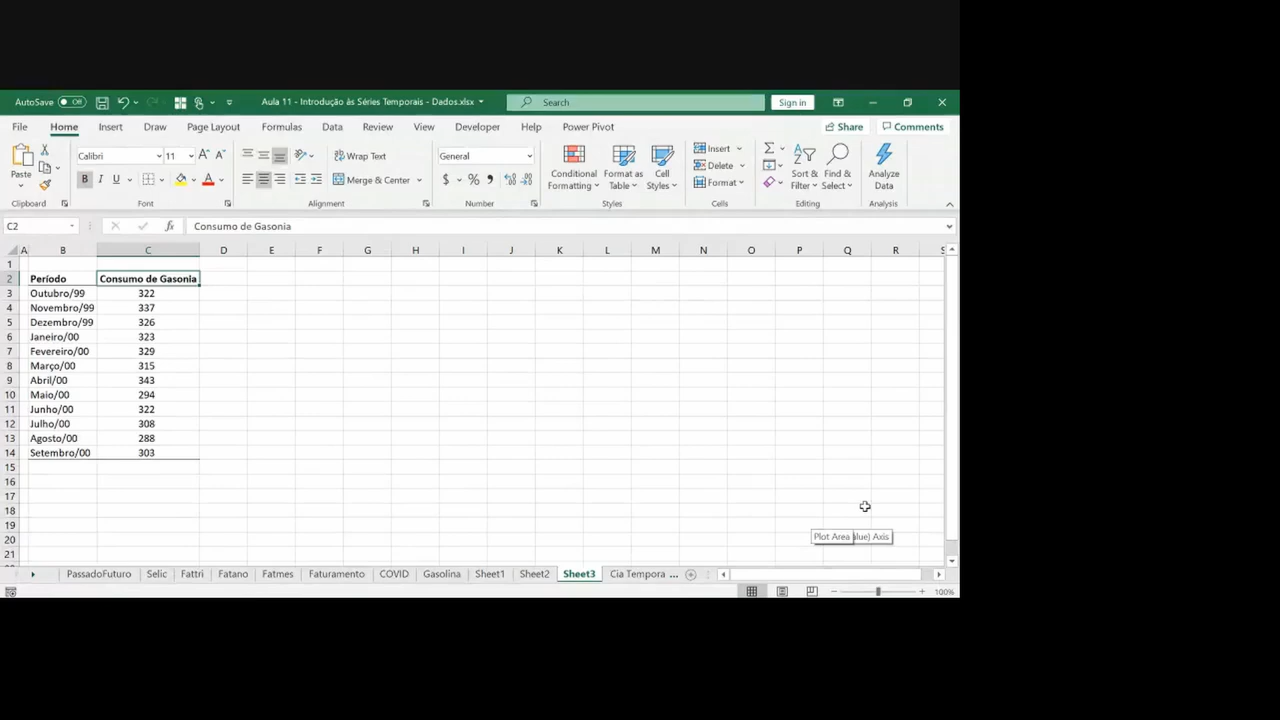 AutoSave Off Aula 11 - Introdução às Séries Temporais - Dados.xlsx Search Sign in
File Home Insert Draw Page Layout Formulas Data Review View Developer Help Power Pivot Share Comments
Paste Calibri 11 A A Wrap Text General Conditional Formatting Format as Table Cell Styles Insert Delete Format Sort & Filter Find & Select Analyze Data
B I U A Merge & Center $ % 9
Clipboard Font Alignment Number Styles Cells Editing Analysis
C2 fx Consumo de Gasonia
A B C D E F G H I J K L M N O P Q R S
1
2 Período Consumo de Gasonia
3 Outubro/99 322
4 Novembro/99 337
5 Dezembro/99 326
6 Janeiro/00 323
7 Fevereiro/00 329
8 Março/00 315
9 Abril/00 343
10 Maio/00 294
11 Junho/00 322
12 Julho/00 308
13 Agosto/00 288
14 Setembro/00 303
15
16
17
18
19
20 Plot Area alue) Axis
21
PassadoFuturo Selic Fattri Fatano Fatmes Faturamento COVID Gasolina Sheet1 Sheet2 Sheet3 Cia Tempora ...
100%